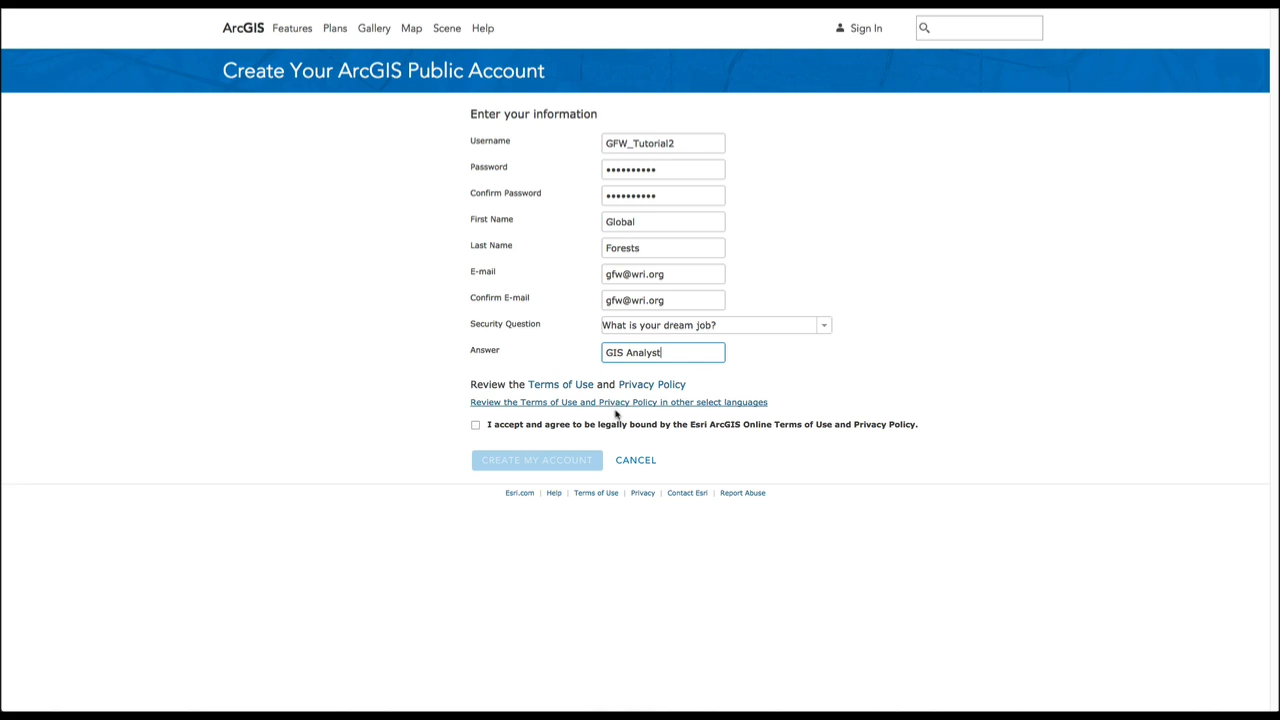 ArcGIS Features Plans Gallery Map Scene Help Sign In
Create Your ArcGIS Public Account
Enter your information
Username GFW_Tutorial2
Password ••••••••••
Confirm Password ••••••••••
First Name Global
Last Name Forests
E-mail gfw@wri.org
Confirm E-mail gfw@wri.org
Security Question What is your dream job?
Answer GIS Analyst
Review the Terms of Use and Privacy Policy
Review the Terms of Use and Privacy Policy in other select languages
I accept and agree to be legally bound by the Esri ArcGIS Online Terms of Use and Privacy Policy.
CREATE MY ACCOUNT CANCEL
Esri.com | Help | Terms of Use | Privacy | Contact Esri | Report Abuse